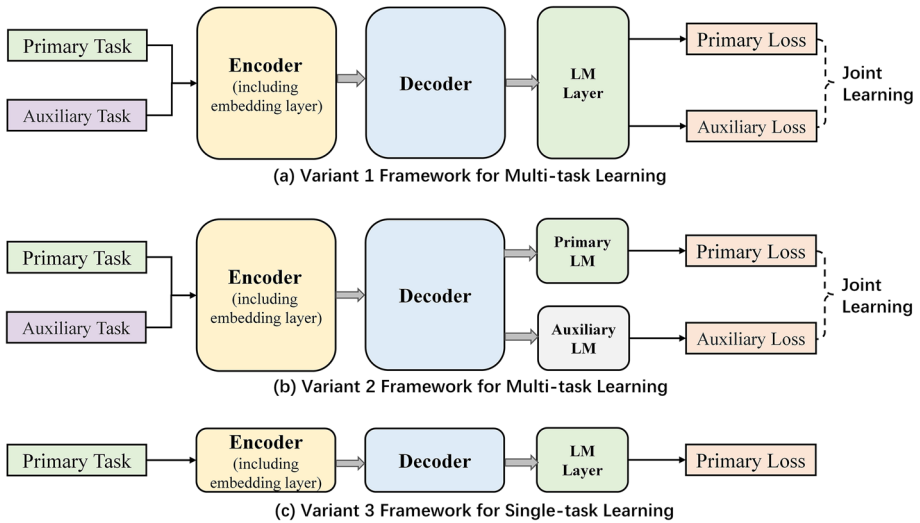 Primary Task
Auxiliary Task
Encoder
(including
embedding layer)
Decoder
LM
Layer
Primary Loss
Auxiliary Loss
Joint
Learning
(a) Variant 1 Framework for Multi-task Learning
Primary Task
Auxiliary Task
Encoder
(including
embedding layer)
Decoder
Primary
LM
Auxiliary
LM
Primary Loss
Auxiliary Loss
Joint
Learning
(b) Variant 2 Framework for Multi-task Learning
Primary Task
Encoder
(including
embedding layer)
Decoder
LM
Layer
Primary Loss
(c) Variant 3 Framework for Single-task Learning